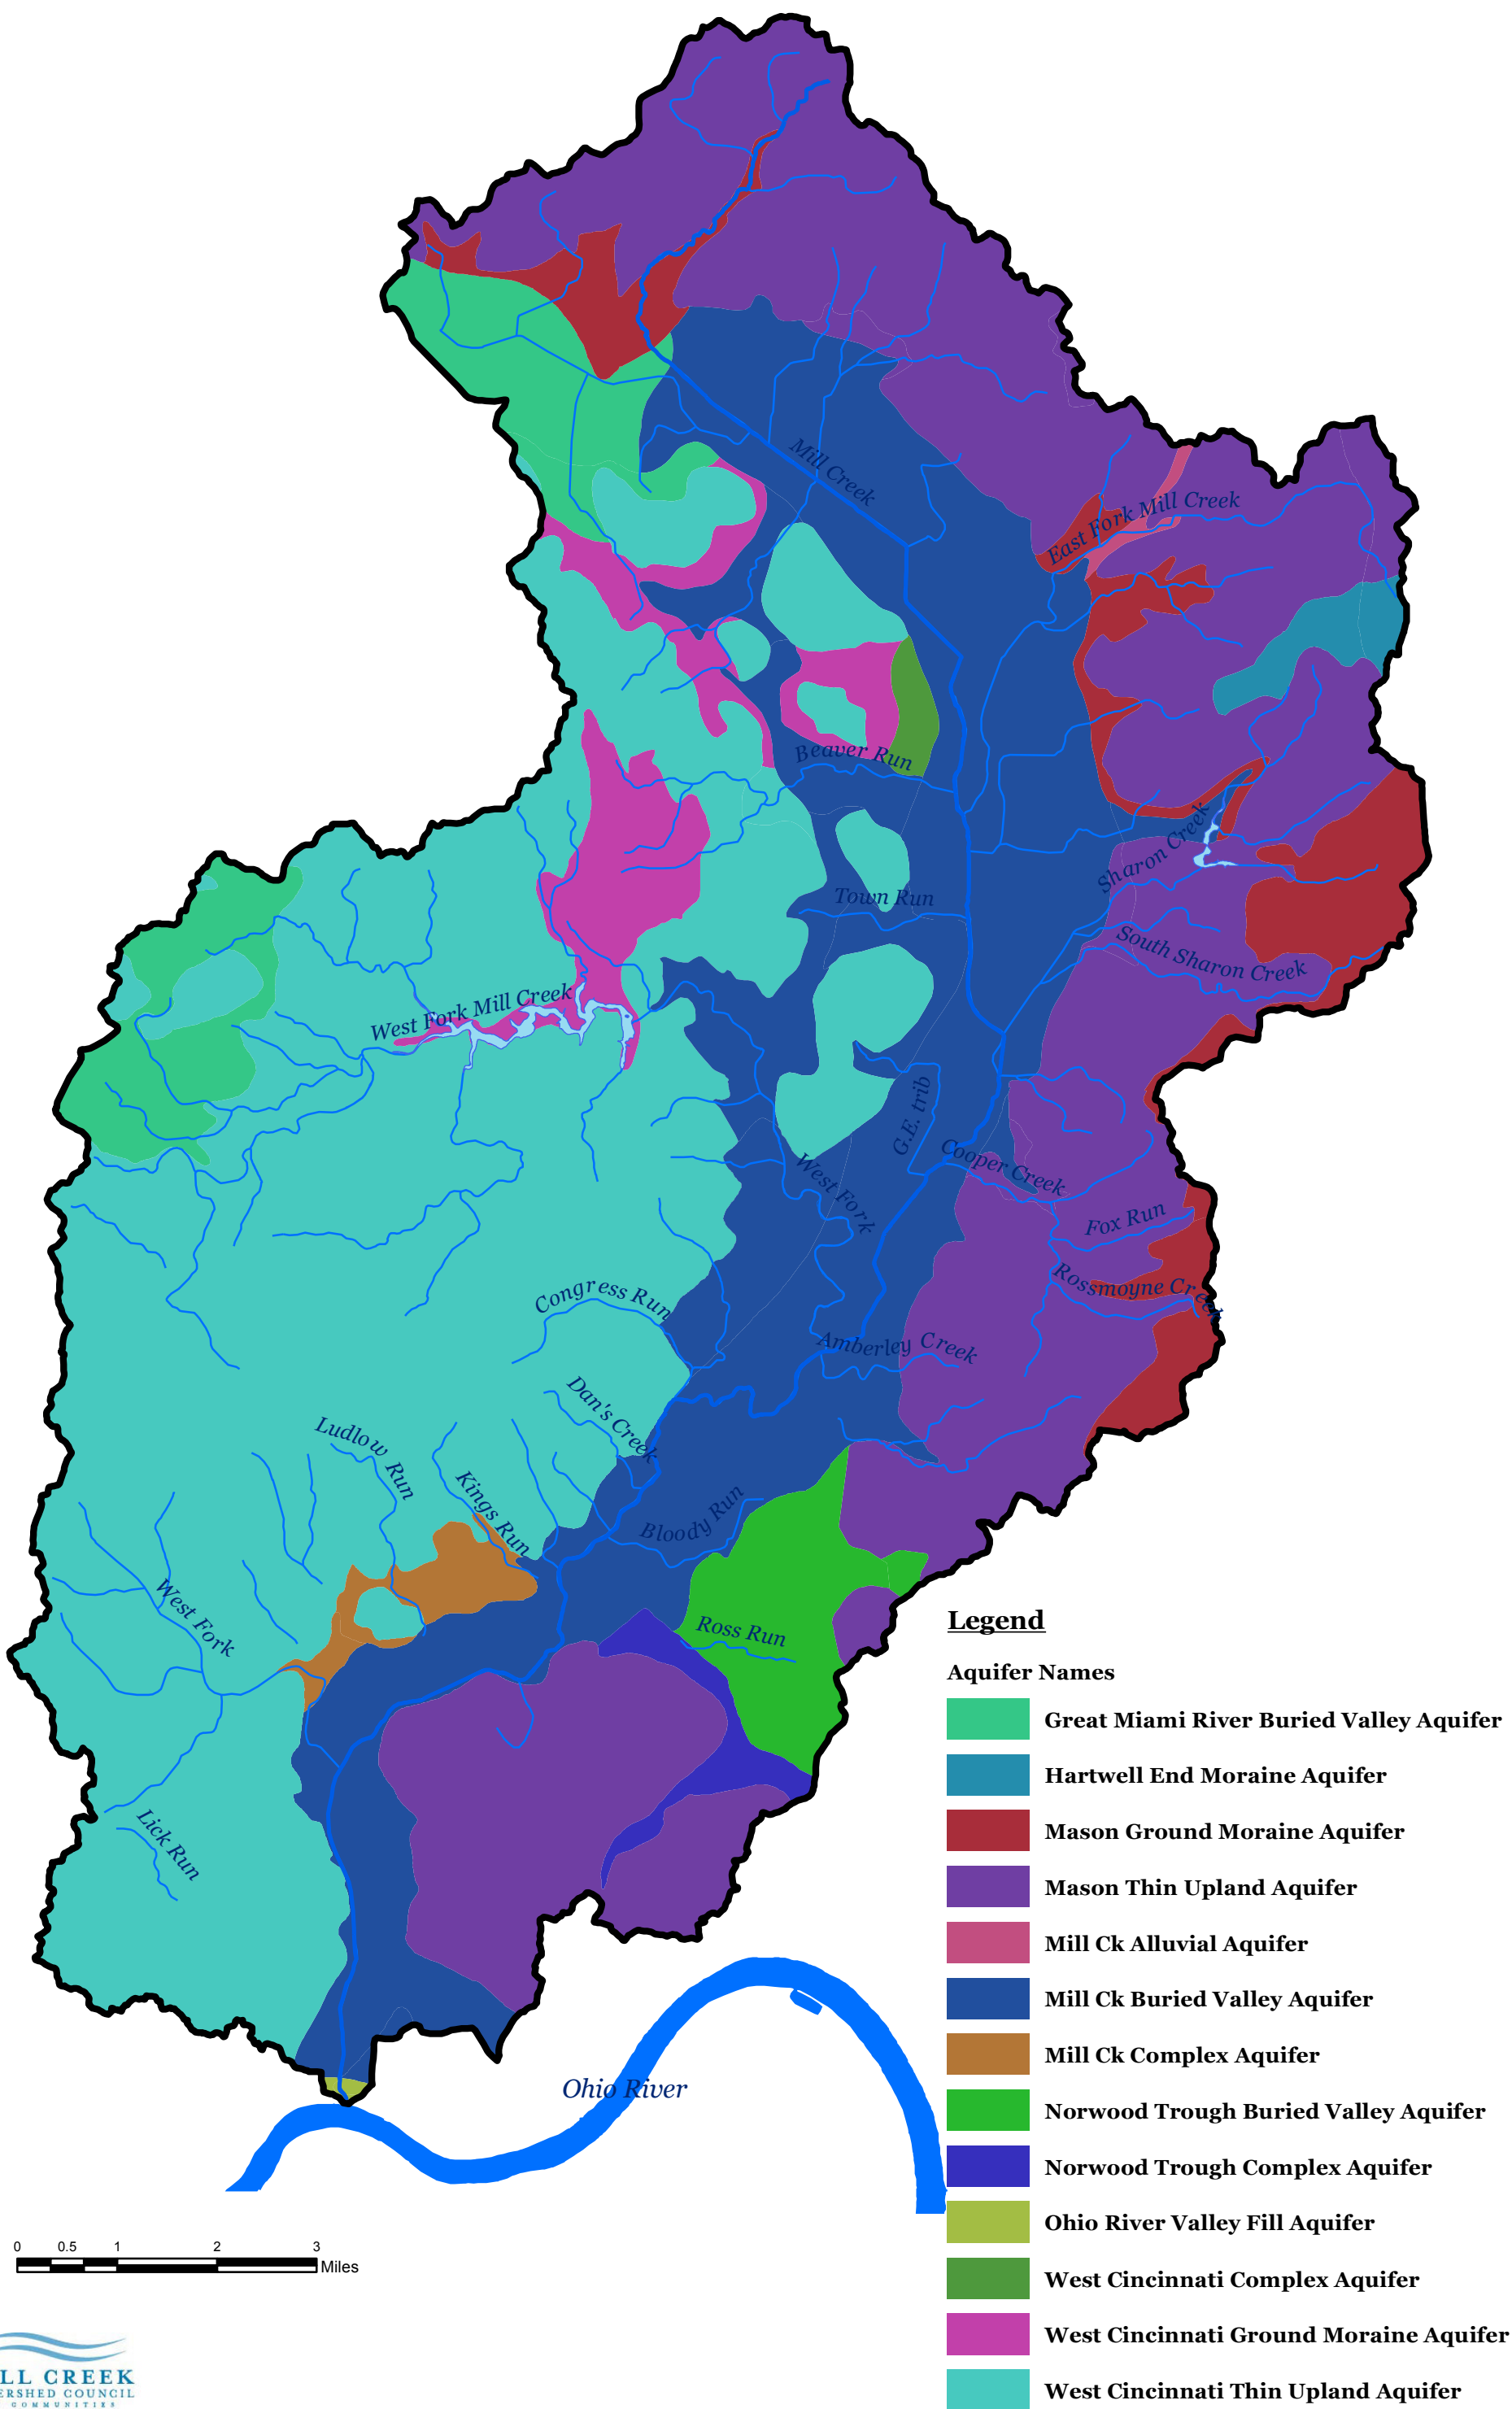 Mill Creek
East Fork Mill Creek
Beaver Run
Sharon Creek
Town Run
South Sharon Creek
West Fork Mill Creek
G.E. trib
Cooper Creek
West Fork
Fox Run
Rossmoyne Creek
Congress Run
Amberley Creek
Dan's Creek
Ludlow Run
Kings Run
Bloody Run
West Fork
Ross Run
Lick Run
Ohio River
Legend
Aquifer Names
Great Miami River Buried Valley Aquifer
Hartwell End Moraine Aquifer
Mason Ground Moraine Aquifer
Mason Thin Upland Aquifer
Mill Ck Alluvial Aquifer
Mill Ck Buried Valley Aquifer
Mill Ck Complex Aquifer
Norwood Trough Buried Valley Aquifer
Norwood Trough Complex Aquifer
Ohio River Valley Fill Aquifer
West Cincinnati Complex Aquifer
West Cincinnati Ground Moraine Aquifer
West Cincinnati Thin Upland Aquifer
0 0.5 1 2 3
Miles
LL CREEK
ERSHED COUNCIL
COMMUNITIES